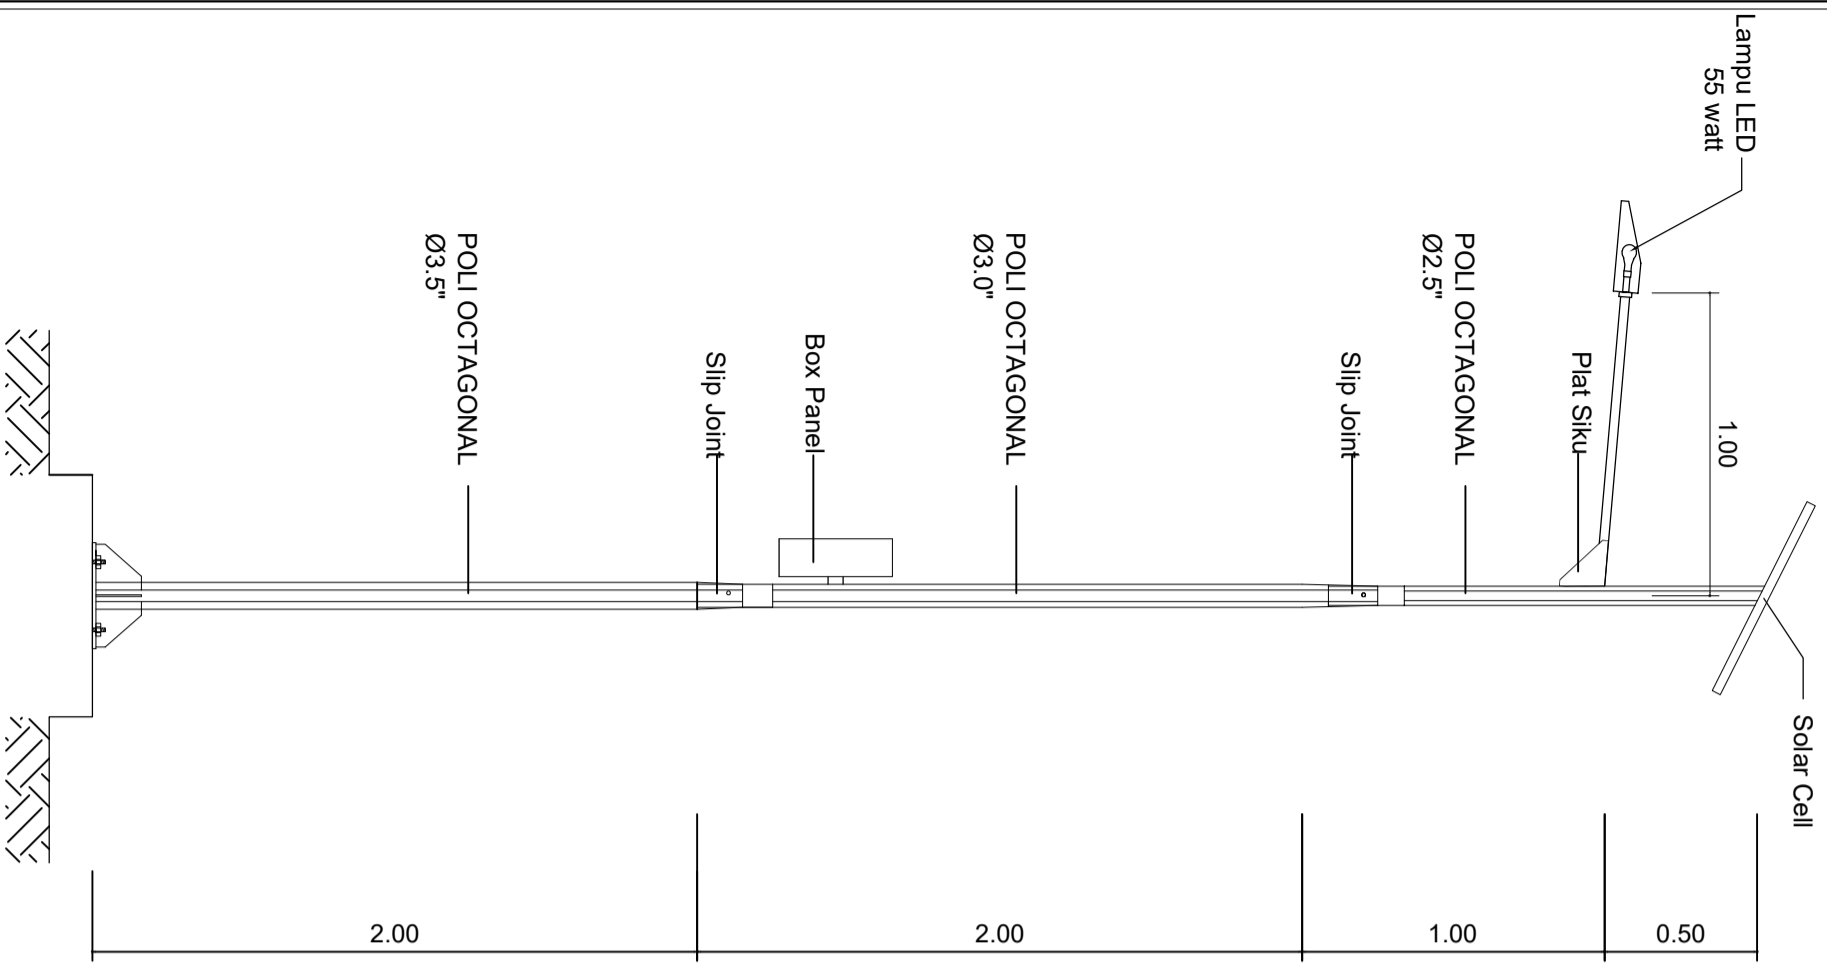 Lampu LED
55 watt
1.00
Solar Cell
Plat Siku
POLI OCTAGONAL
Ø2.5"
Slip Joint
POLI OCTAGONAL
Ø3.0"
Box Panel
Slip Joint
POLI OCTAGONAL
Ø3.5"
2.00
2.00
1.00
0.50